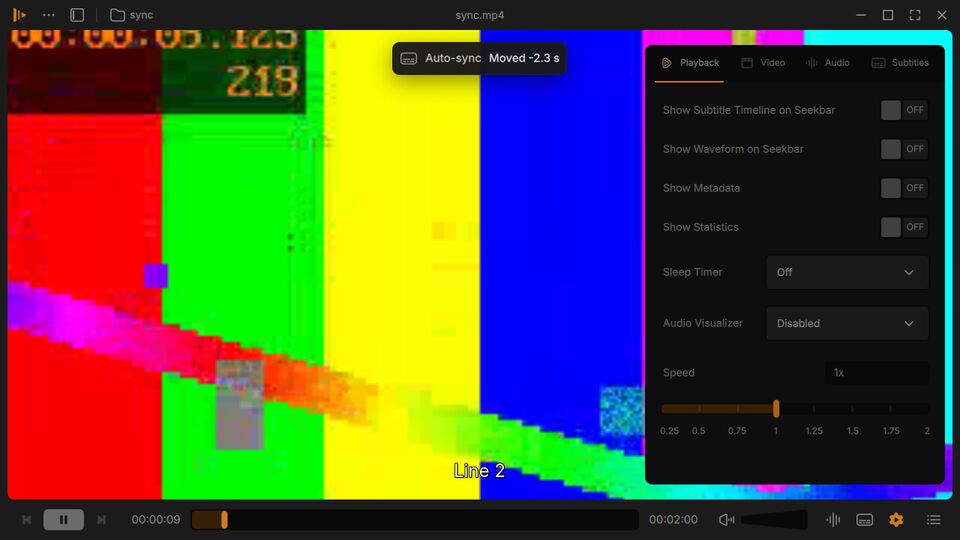 sync
sync.mp4
00:00:09.125
218
Auto-sync Moved -2.3 s
Playback
Video
Audio
Subtitles
Show Subtitle Timeline on Seekbar OFF
Show Waveform on Seekbar OFF
Show Metadata OFF
Show Statistics OFF
Sleep Timer Off
Audio Visualizer Disabled
Speed 1x
0.25 0.5 0.75 1 1.25 1.5 1.75 2
Line 2
00:00:09
00:02:00